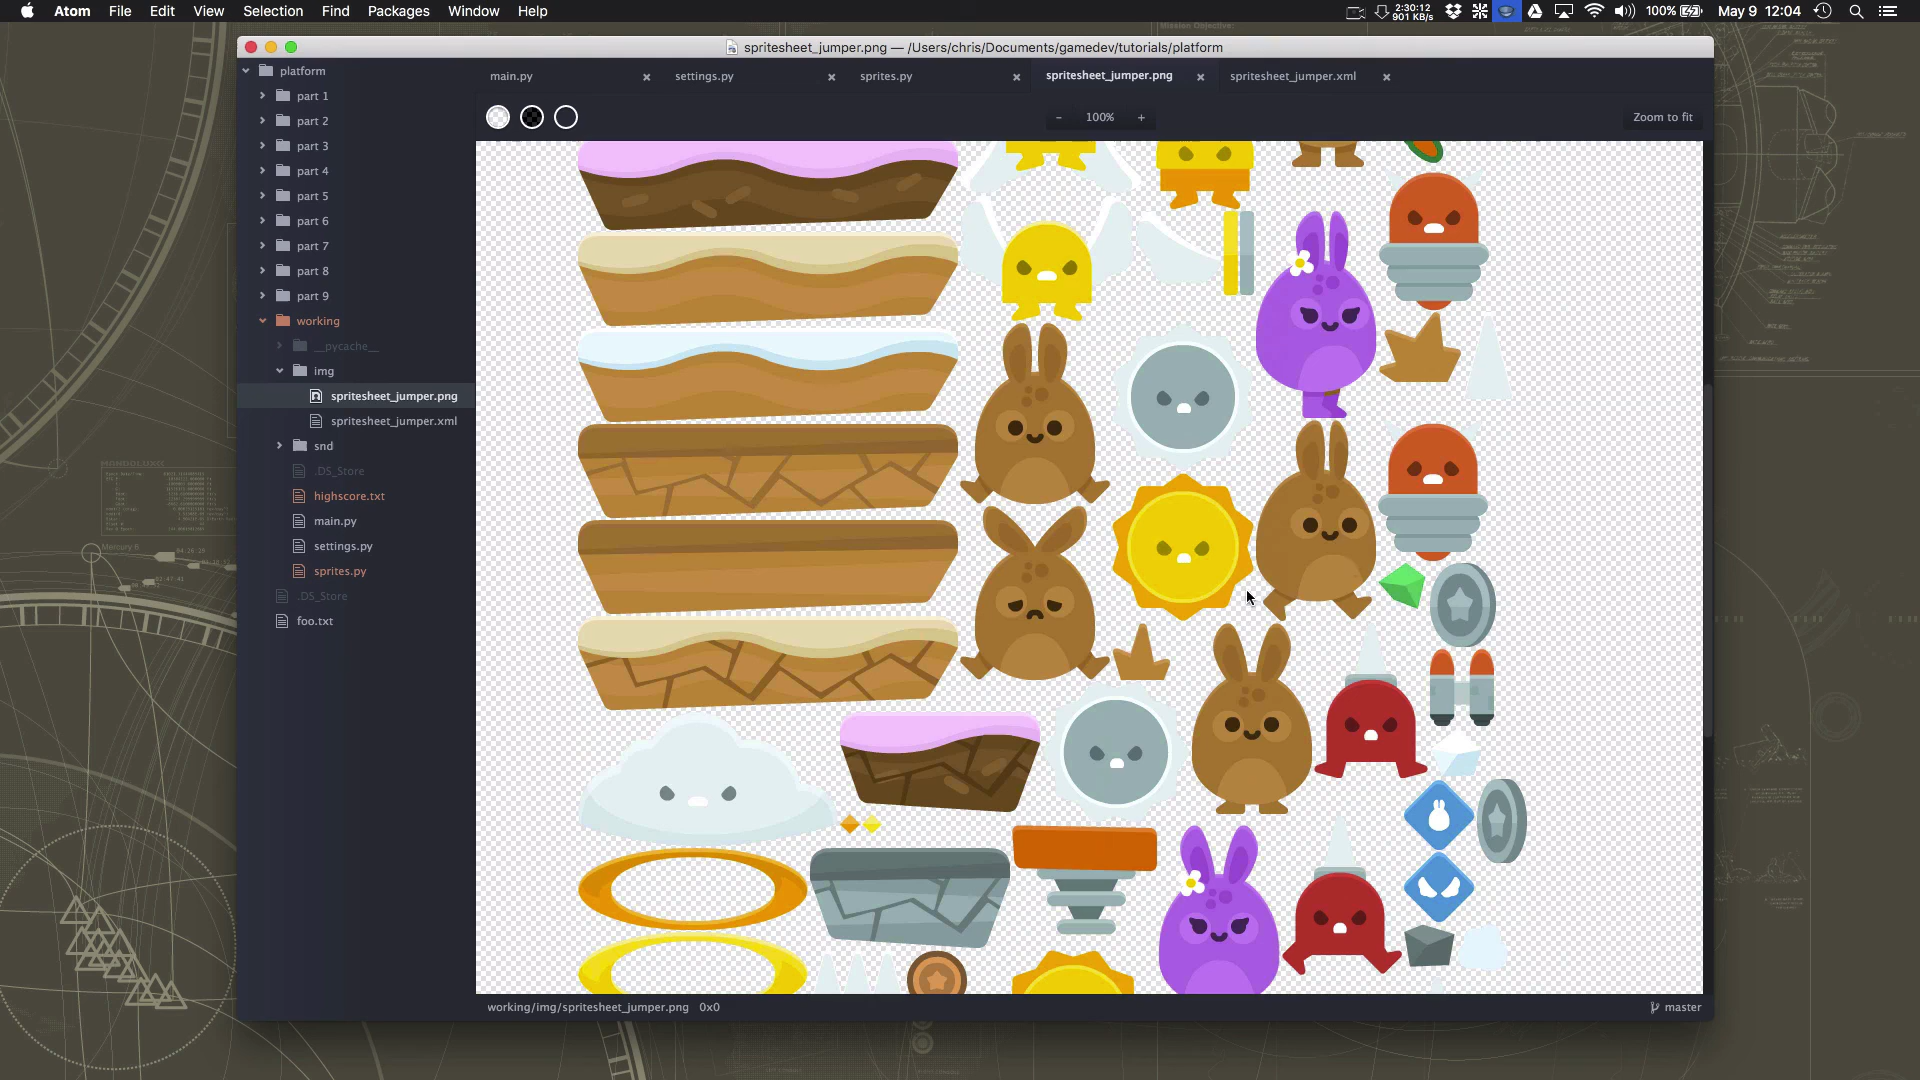 Atom File Edit View Selection Find Packages Window Help
2:30:12
901 KB/s
100%
May 9 12:04
Mission Objective:
spritesheet_jumper.png — /Users/chris/Documents/gamedev/tutorials/platform
platform
main.py
settings.py
sprites.py
spritesheet_jumper.png
spritesheet_jumper.xml
- 100% +
Zoom to fit
part 1
part 2
part 3
part 4
part 5
part 6
part 7
part 8
part 9
working
__pycache__
img
spritesheet_jumper.png
spritesheet_jumper.xml
snd
.DS_Store
highscore.txt
main.py
settings.py
sprites.py
.DS_Store
foo.txt
Mercury 6
working/img/spritesheet_jumper.png 0x0
master